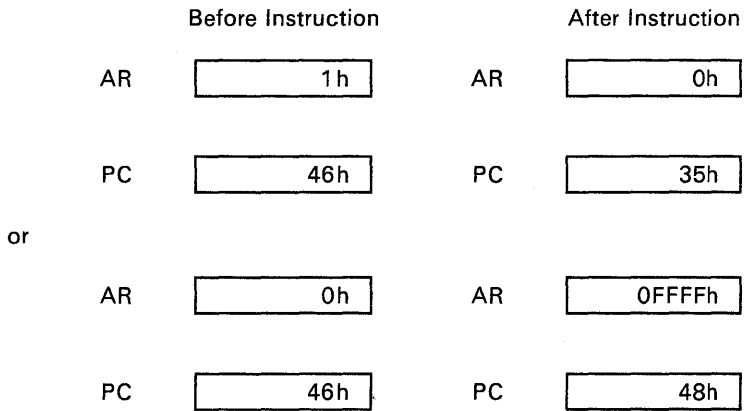 Before Instruction After Instruction
AR 1h AR 0h
PC 46h PC 35h
or
AR 0h AR 0FFFFh
PC 46h PC 48h